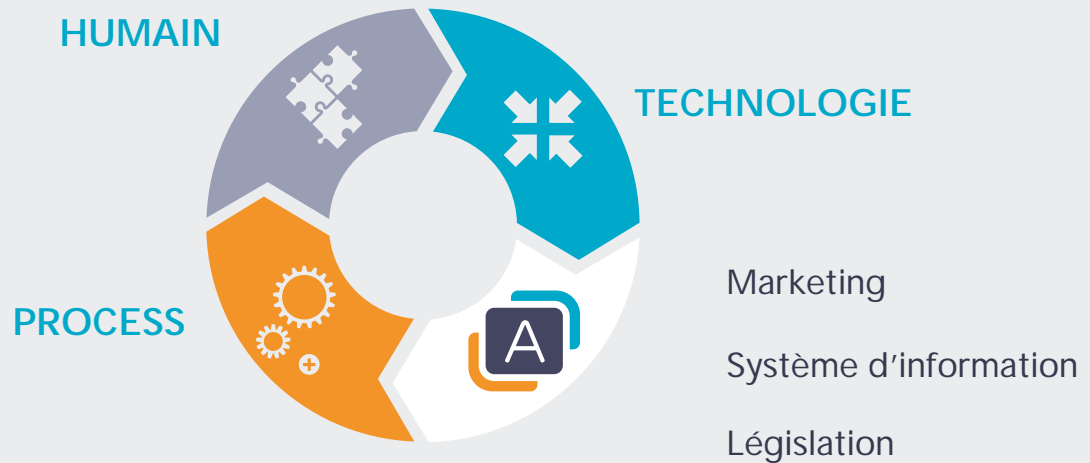 HUMAIN
TECHNOLOGIE
PROCESS
A
Marketing
Système d'information
Législation